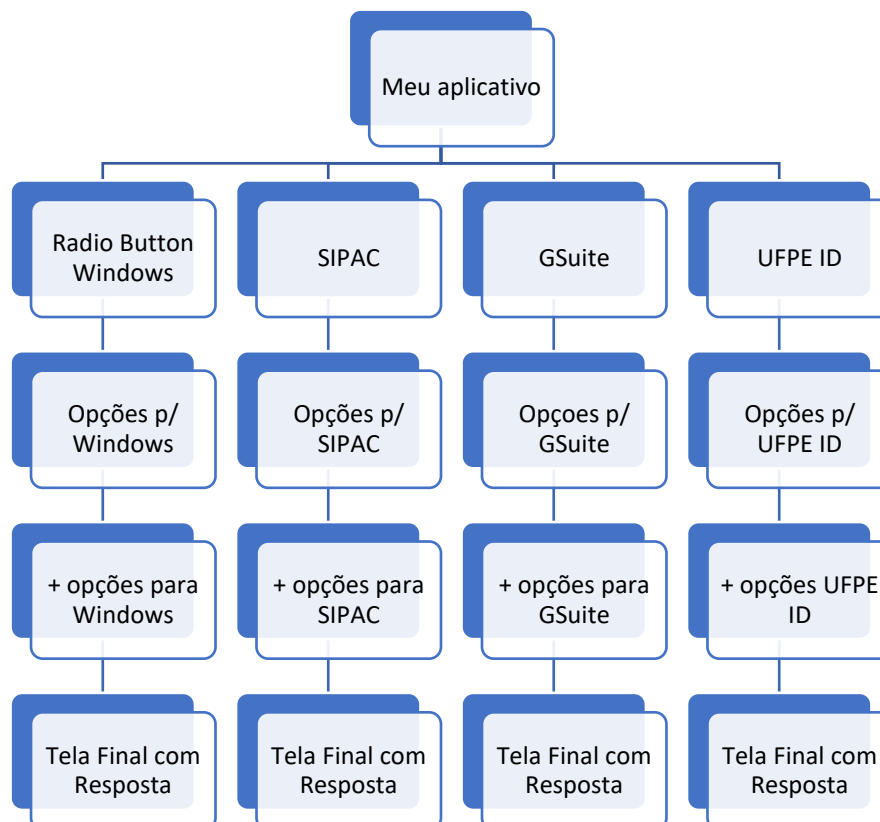 Meu aplicativo
Radio Button
Windows
SIPAC
GSuite
UFPE ID
Opções p/
Windows
Opções p/
SIPAC
Opçoes p/
GSuite
Opções p/
UFPE ID
+ opções para
Windows
+ opções para
SIPAC
+ opções para
GSuite
+ opções UFPE
ID
Tela Final com
Resposta
Tela Final com
Resposta
Tela Final com
Resposta
Tela Final com
Resposta